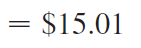 = $15.01